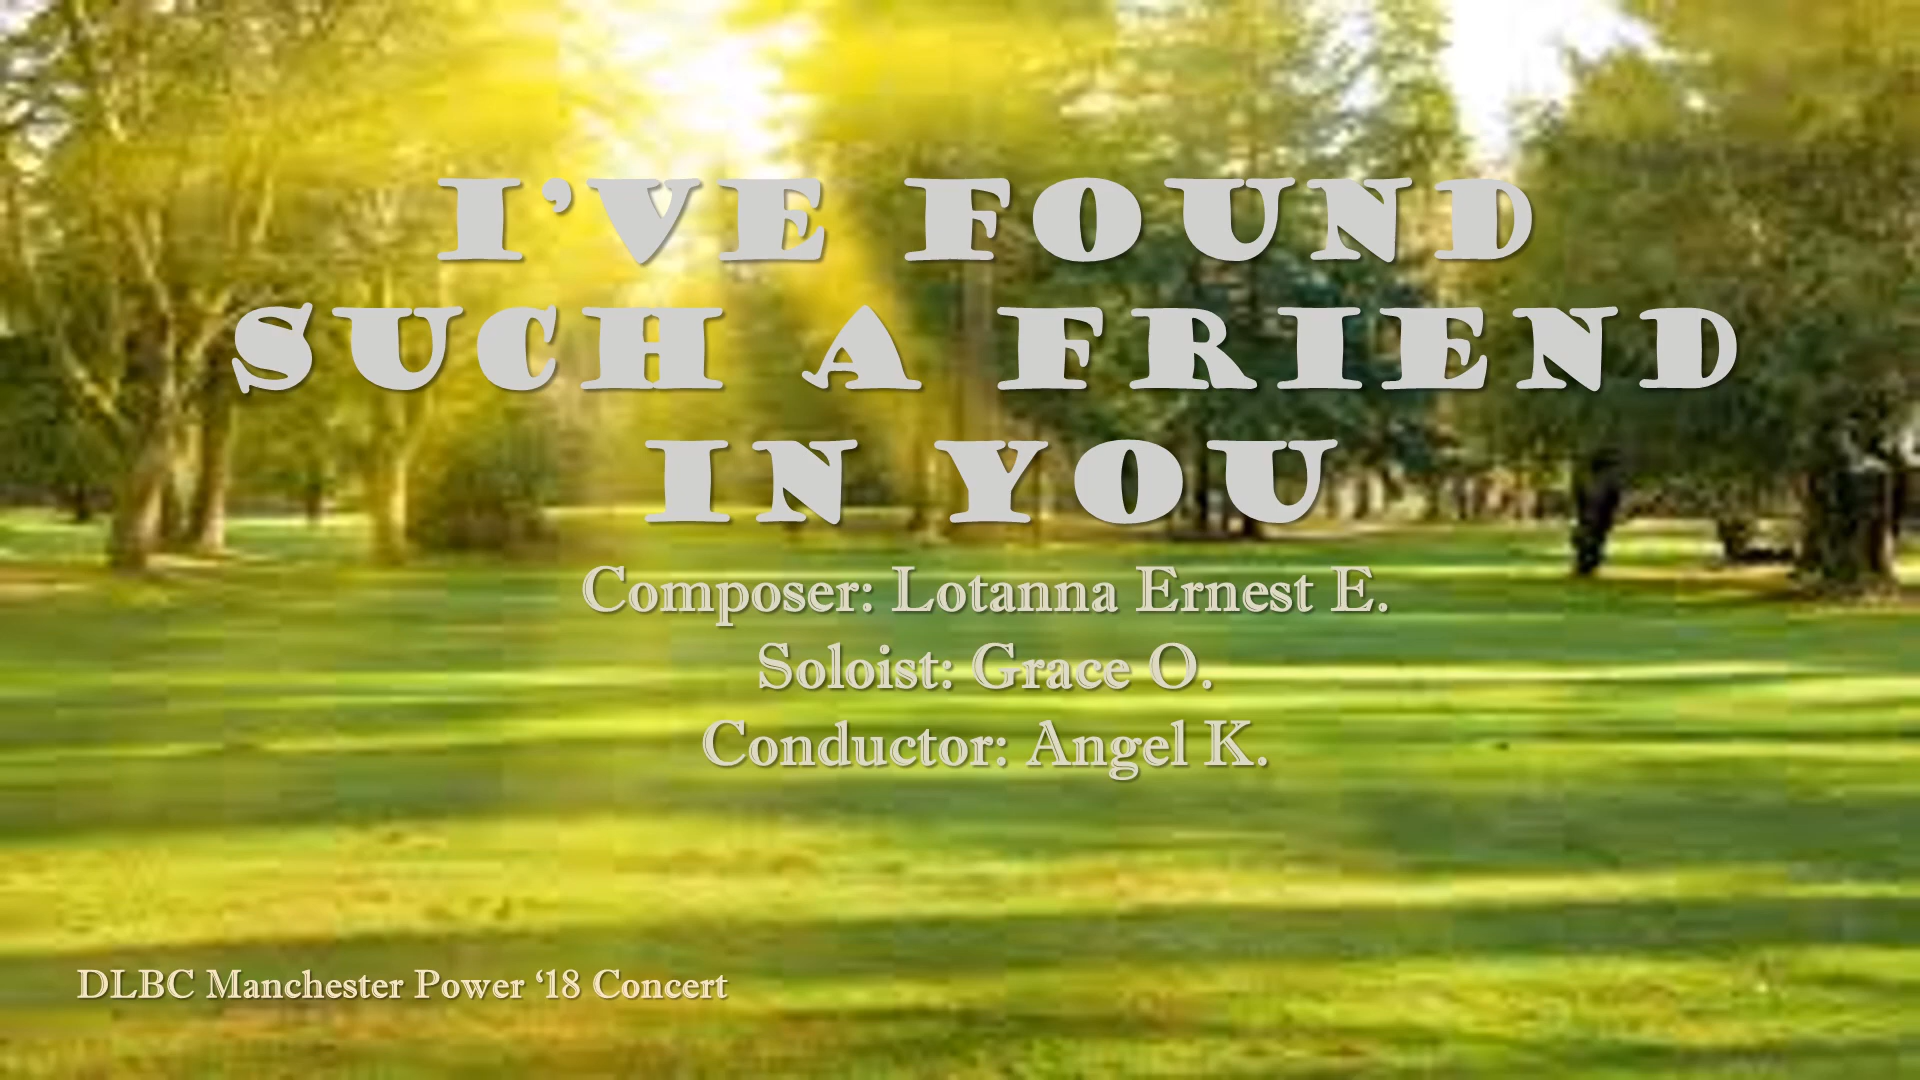 I’VE FOUND
SUCH A FRIEND
IN YOU
Composer: Lotanna Ernest E.
Soloist: Grace O.
Conductor: Angel K.
DLBC Manchester Power ‘18 Concert